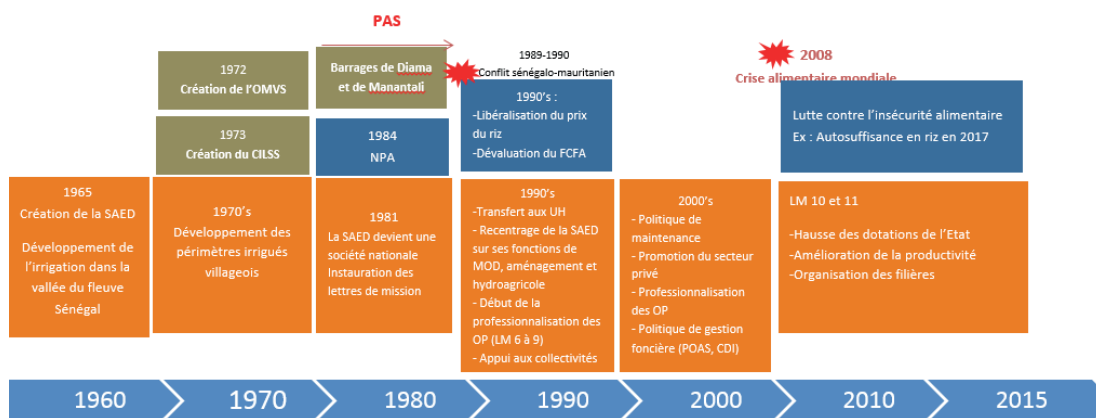 PAS
1972
Création de l'OMVS
1973
Création du CILSS
Barrages de Diama
et de Manantali
1984
NPA
1989-1990
Conflit sénégalo-mauritanien
1990's :
-Libéralisation du prix
du riz
-Dévaluation du FCFA
2008
Crise alimentaire mondiale
Lutte contre l'insécurité alimentaire
Ex : Autosuffisance en riz en 2017
1965
Création de la SAED
Développement de
l'irrigation dans la
vallée du fleuve
Sénégal
1970's
Développement des
périmètres irrigués
villageois
1981
La SAED devient une
société nationale
Instauration des
lettres de mission
1990's
-Transfert aux UH
- Recentrage de la SAED
sur ses fonctions de
MOD, aménagement et
hydroagricole
- Début de la
professionnalisation des
OP (LM 6 à 9)
- Appui aux collectivités
2000's
- Politique de
maintenance
- Promotion du secteur
privé
- Professionnalisation
des OP
- Politique de gestion
foncière (POAS, CDI)
LM 10 et 11
-Hausse des dotations de l'Etat
-Amélioration de la productivité
-Organisation des filières
1960
1970
1980
1990
2000
2010
2015